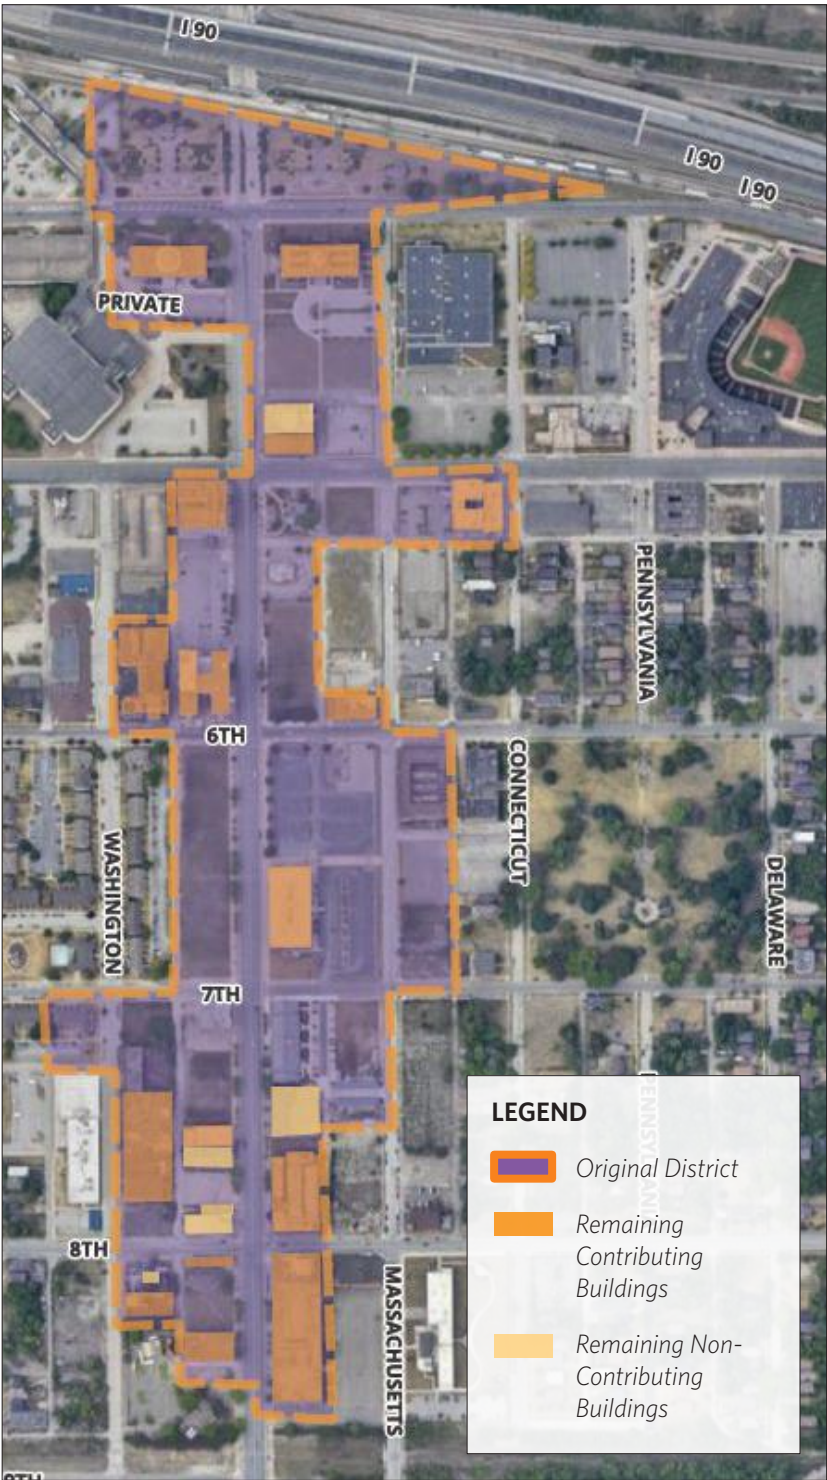 I 90
I 90
I 90
PRIVATE
PENNSYLVANIA
6TH
CONNECTICUT
WASHINGTON
DELAWARE
7TH
PENNSYLVANIA
8TH
MASSACHUSETTS
LEGEND
Original District
Remaining
Contributing
Buildings
Remaining Non-
Contributing
Buildings